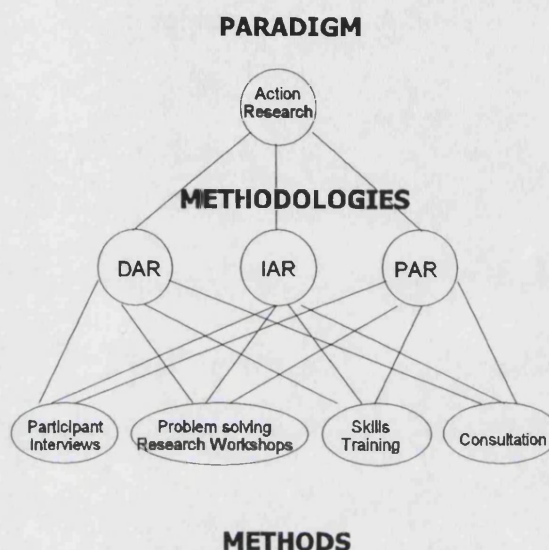 PARADIGM
Action
Research
METHODOLOGIES
DAR IAR PAR
Participant
Interviews
Problem solving
Research Workshops
Skills
Training
Consultation
METHODS